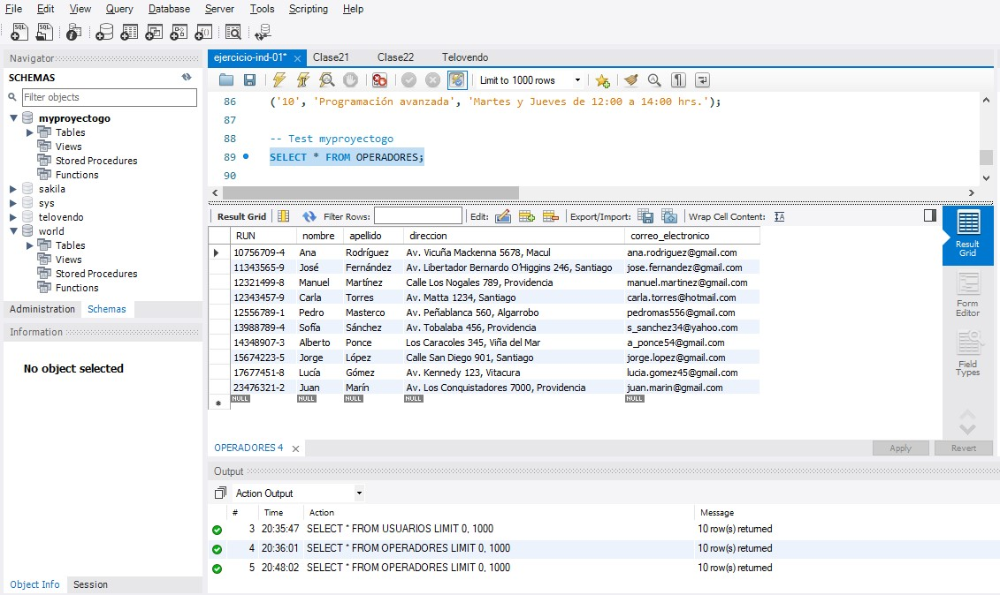 File Edit View Query Database Server Tools Scripting Help
Navigator
SCHEMAS
Filter objects
myproyectogo
Tables
Views
Stored Procedures
Functions
sakila
sys
telovendo
world
Tables
Views
Stored Procedures
Functions
Administration Schemas
Information
No object selected
Object Info Session
ejercicio-ind-01* Clase21 Clase22 Telovendo
Limit to 1000 rows
86 ('10', 'Programación avanzada', 'Martes y Jueves de 12:00 a 14:00 hrs.');
87
88 -- Test myproyectogo
89 SELECT * FROM OPERADORES;
90
Result Grid Filter Rows: Edit: Export/Import: Wrap Cell Content:
RUN nombre apellido direccion correo_electronico
10756709-4 Ana Rodríguez Av. Vicuña Mackenna 5678, Macul ana.rodriguez@gmail.com
11343565-9 José Fernández Av. Libertador Bernardo O'Higgins 246, Santiago jose.fernandez@gmail.com
12321499-8 Manuel Martínez Calle Los Nogales 789, Providencia manuel.martinez@gmail.com
12343457-9 Carla Torres Av. Matta 1234, Santiago carla.torres@hotmail.com
12556789-1 Pedro Masterco Av. Peñablanca 560, Algarrobo pedromas556@gmail.com
13988789-4 Sofía Sánchez Av. Tobalaba 456, Providencia s_sanchez34@yahoo.com
14348907-3 Alberto Ponce Los Caracoles 345, Viña del Mar a_ponce54@gmail.com
15674223-5 Jorge López Calle San Diego 901, Santiago jorge.lopez@gmail.com
17677451-8 Lucía Gómez Av. Kennedy 123, Vitacura lucia.gomez45@gmail.com
23476321-2 Juan Marín Av. Los Conquistadores 7000, Providencia juan.marin@gmail.com
NULL NULL NULL NULL NULL
Result Grid
Form Editor
Field Types
OPERADORES 4 Apply Revert
Output
Action Output
# Time Action Message
3 20:35:47 SELECT * FROM USUARIOS LIMIT 0, 1000 10 row(s) returned
4 20:36:01 SELECT * FROM OPERADORES LIMIT 0, 1000 10 row(s) returned
5 20:48:02 SELECT * FROM OPERADORES LIMIT 0, 1000 10 row(s) returned